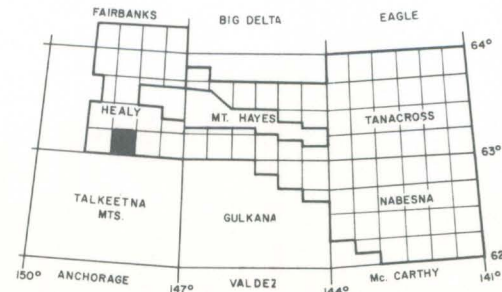 FAIRBANKS
BIG DELTA
EAGLE
64°
HEALY
MT. HAYES
TANACROSS
63°
TALKEETNA
MTS.
GULKANA
NABESNA
62
150°
ANCHORAGE
147°
VALDEZ
144°
Mc. CARTHY
141°